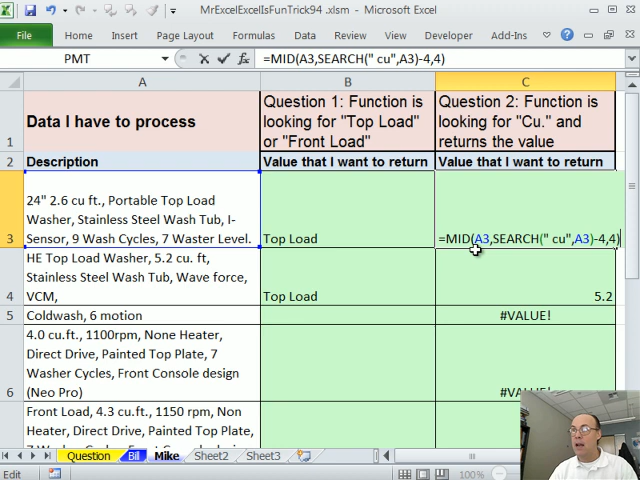 MrExcelExcelIsFunTrick94 .xlsm - Microsoft Excel
File Home Insert Page Layout Formulas Data Review View Developer Add-Ins
PMT =MID(A3,SEARCH(" cu",A3)-4,4)
A B C
1 Data I have to process
Question 1: Function is
looking for "Top Load"
or "Front Load"
Question 2: Function is
looking for "Cu." and
returns the value
2 Description Value that I want to return Value that I want to return
24" 2.6 cu ft., Portable Top Load
Washer, Stainless Steel Wash Tub, I-
Sensor, 9 Wash Cycles, 7 Waster Level.
3 Top Load =MID(A3,SEARCH(" cu",A3)-4,4)
HE Top Load Washer, 5.2 cu. ft,
Stainless Steel Wash Tub, Wave force,
VCM,
4 Top Load 5.2
5 Coldwash, 6 motion #VALUE!
4.0 cu.ft., 1100rpm, None Heater,
Direct Drive, Painted Top Plate, 7
Washer Cycles, Front Console design
(Neo Pro)
6 #VALUE!
Front Load, 4.3 cu.ft., 1150 rpm, Non
Heater, Direct Drive, Painted Top
Question Bill Mike Sheet2 Sheet3
Edit 100%